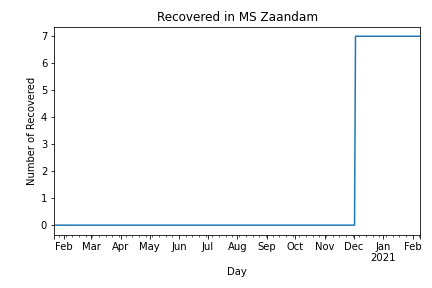 Recovered in MS Zaandam
Number of Recovered
7
6
5
4
3
2
1
0
Feb Mar Apr May Jun Jul Aug Sep Oct Nov Dec Jan Feb
2021
Day